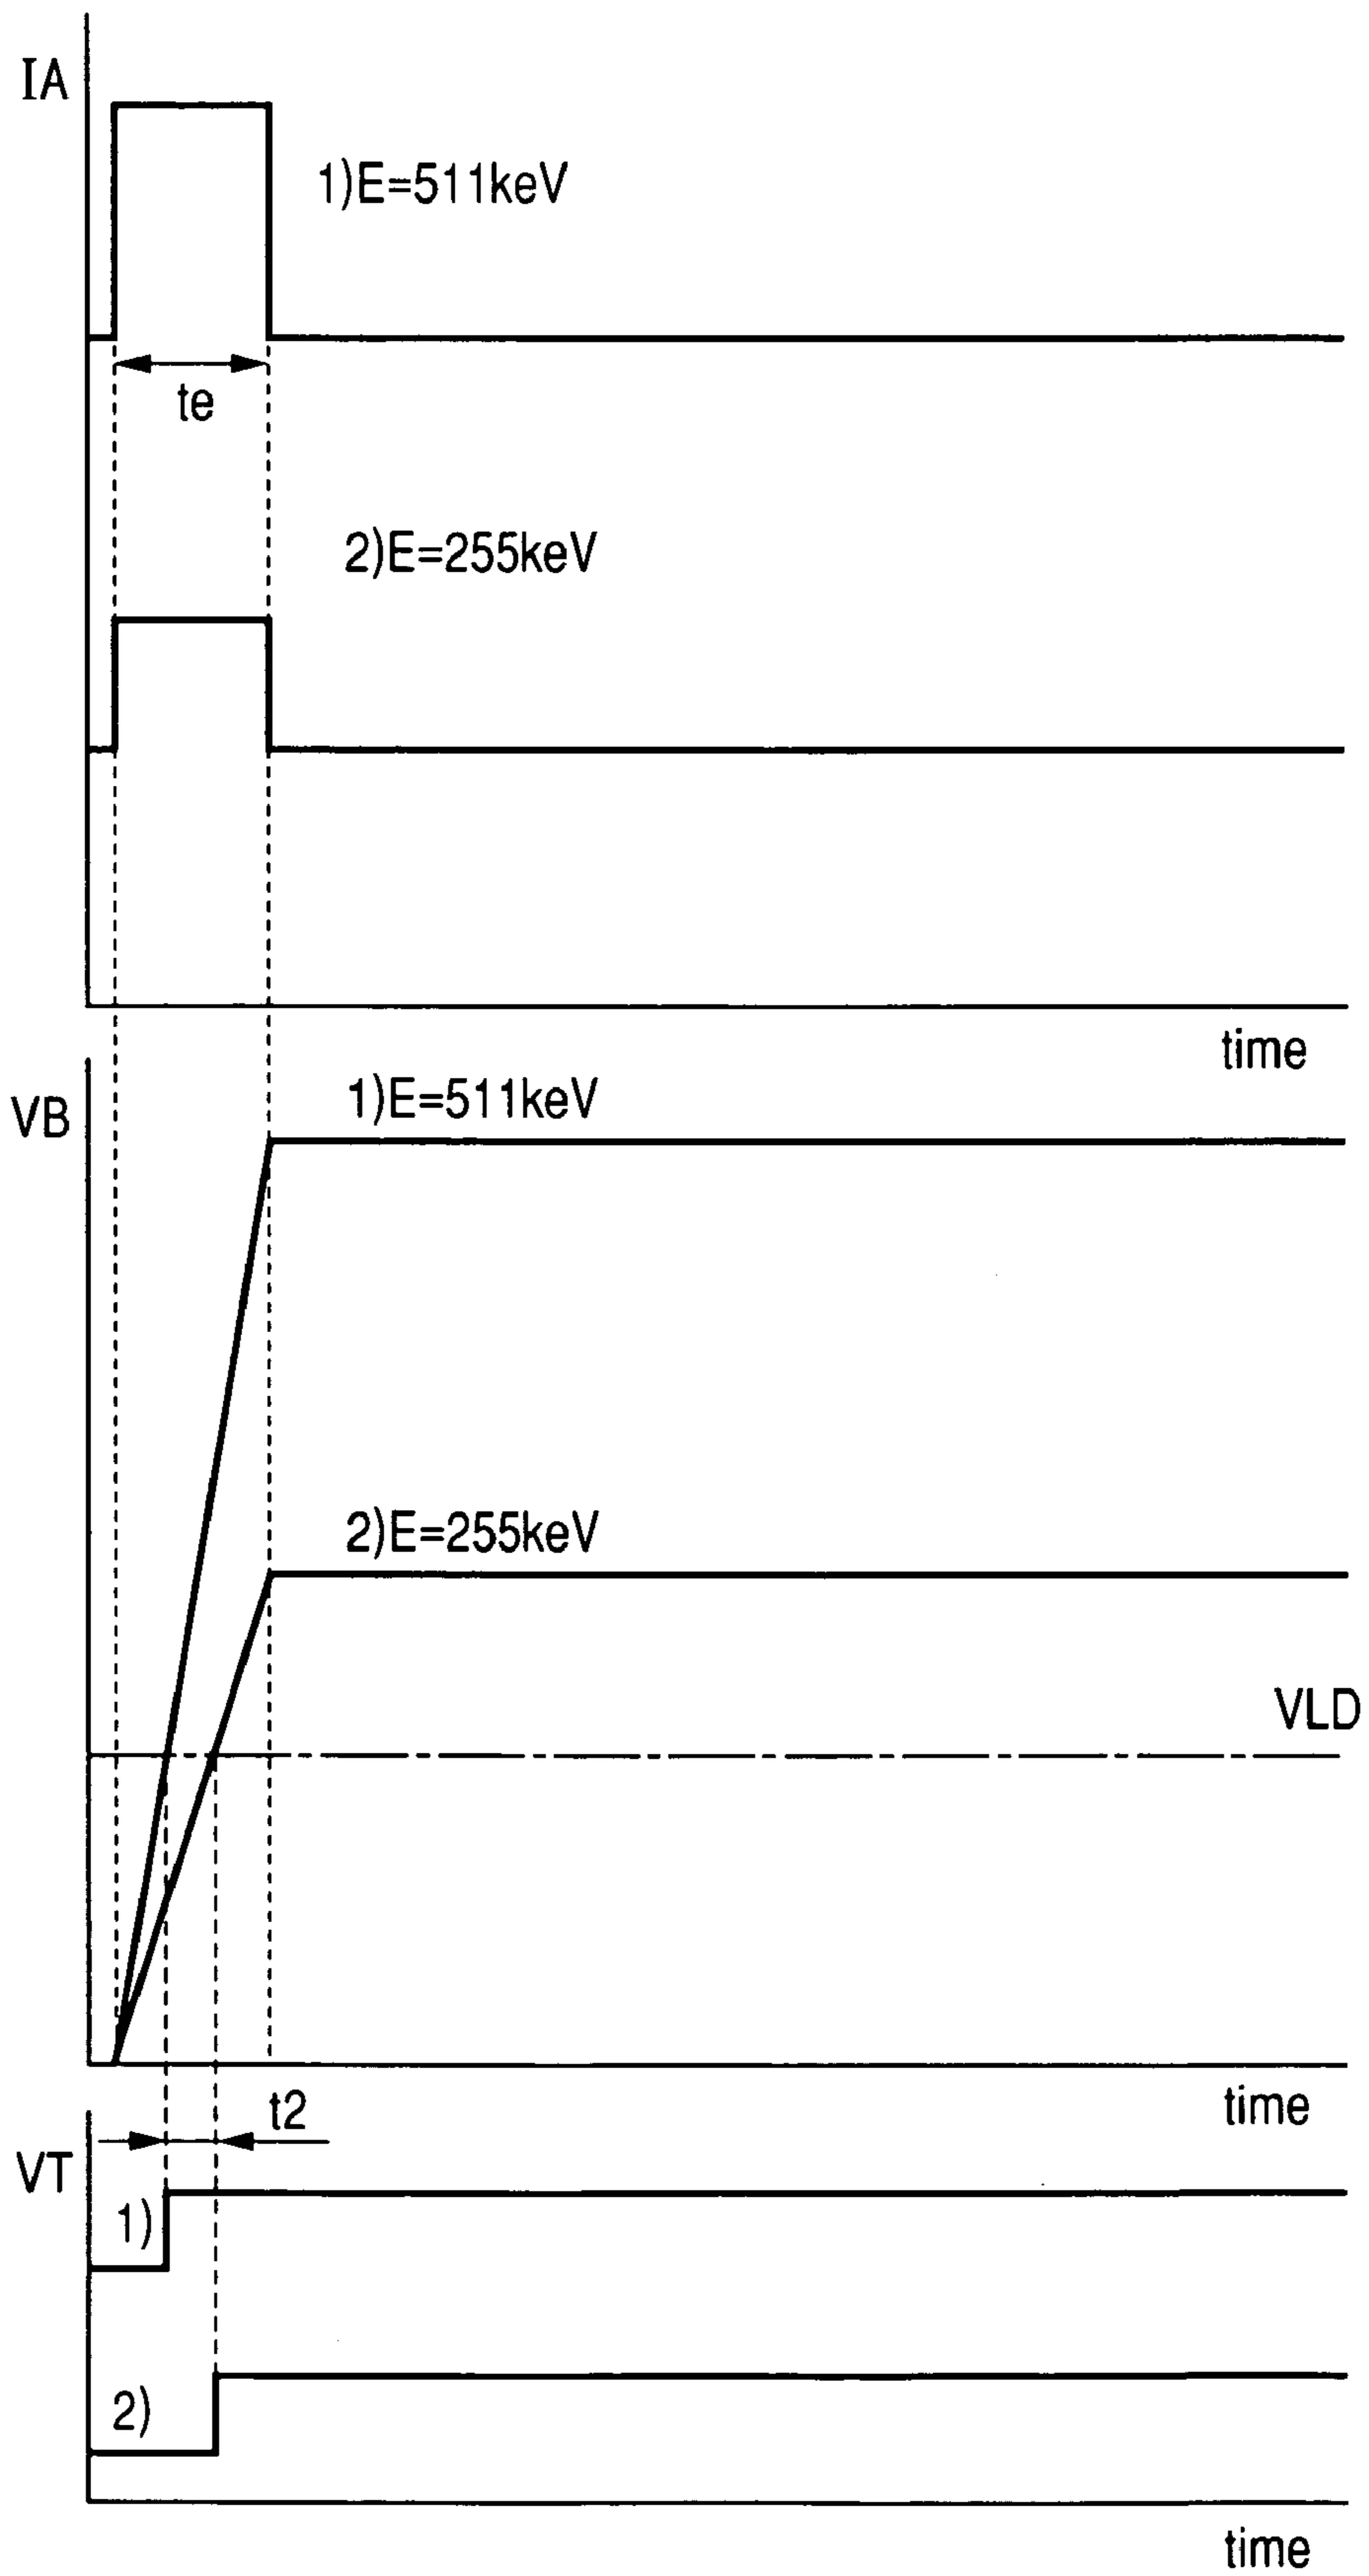 IA
1)E=511keV
te
2)E=255keV
time
VB
1)E=511keV
2)E=255keV
VLD
time
t2
VT
1)
2)
time